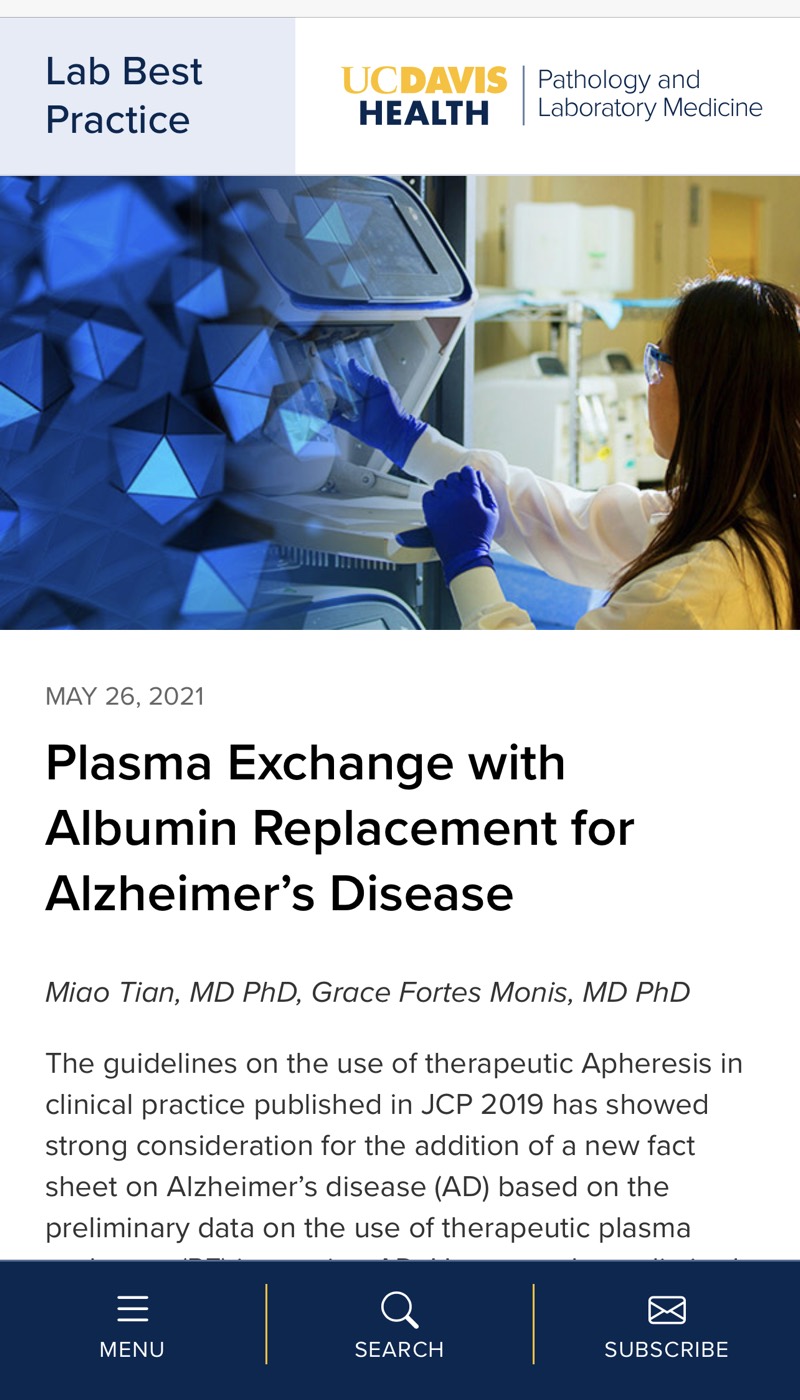 Lab Best
Practice
UCDAVIS
HEALTH
Pathology and
Laboratory Medicine
MAY 26, 2021
Plasma Exchange with
Albumin Replacement for
Alzheimer’s Disease
Miao Tian, MD PhD, Grace Fortes Monis, MD PhD
The guidelines on the use of therapeutic Apheresis in
clinical practice published in JCP 2019 has showed
strong consideration for the addition of a new fact
sheet on Alzheimer’s disease (AD) based on the
preliminary data on the use of therapeutic plasma
MENU
SEARCH
SUBSCRIBE